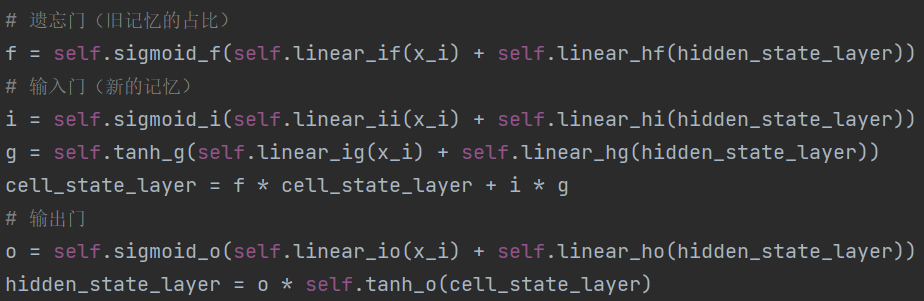 # 遗忘门（旧记忆的占比）
f = self.sigmoid_f(self.linear_if(x_i) + self.linear_hf(hidden_state_layer))
# 输入门（新的记忆）
i = self.sigmoid_i(self.linear_ii(x_i) + self.linear_hi(hidden_state_layer))
g = self.tanh_g(self.linear_ig(x_i) + self.linear_hg(hidden_state_layer))
cell_state_layer = f * cell_state_layer + i * g
# 输出门
o = self.sigmoid_o(self.linear_io(x_i) + self.linear_ho(hidden_state_layer))
hidden_state_layer = o * self.tanh_o(cell_state_layer)